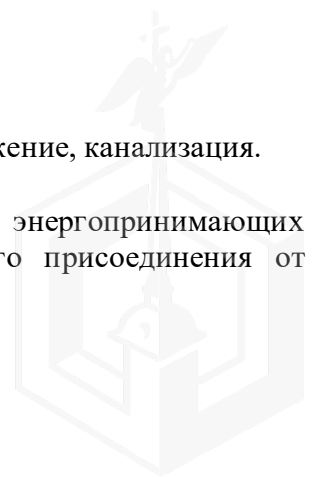 жение, канализация.
энергопринимающих
го присоединения от